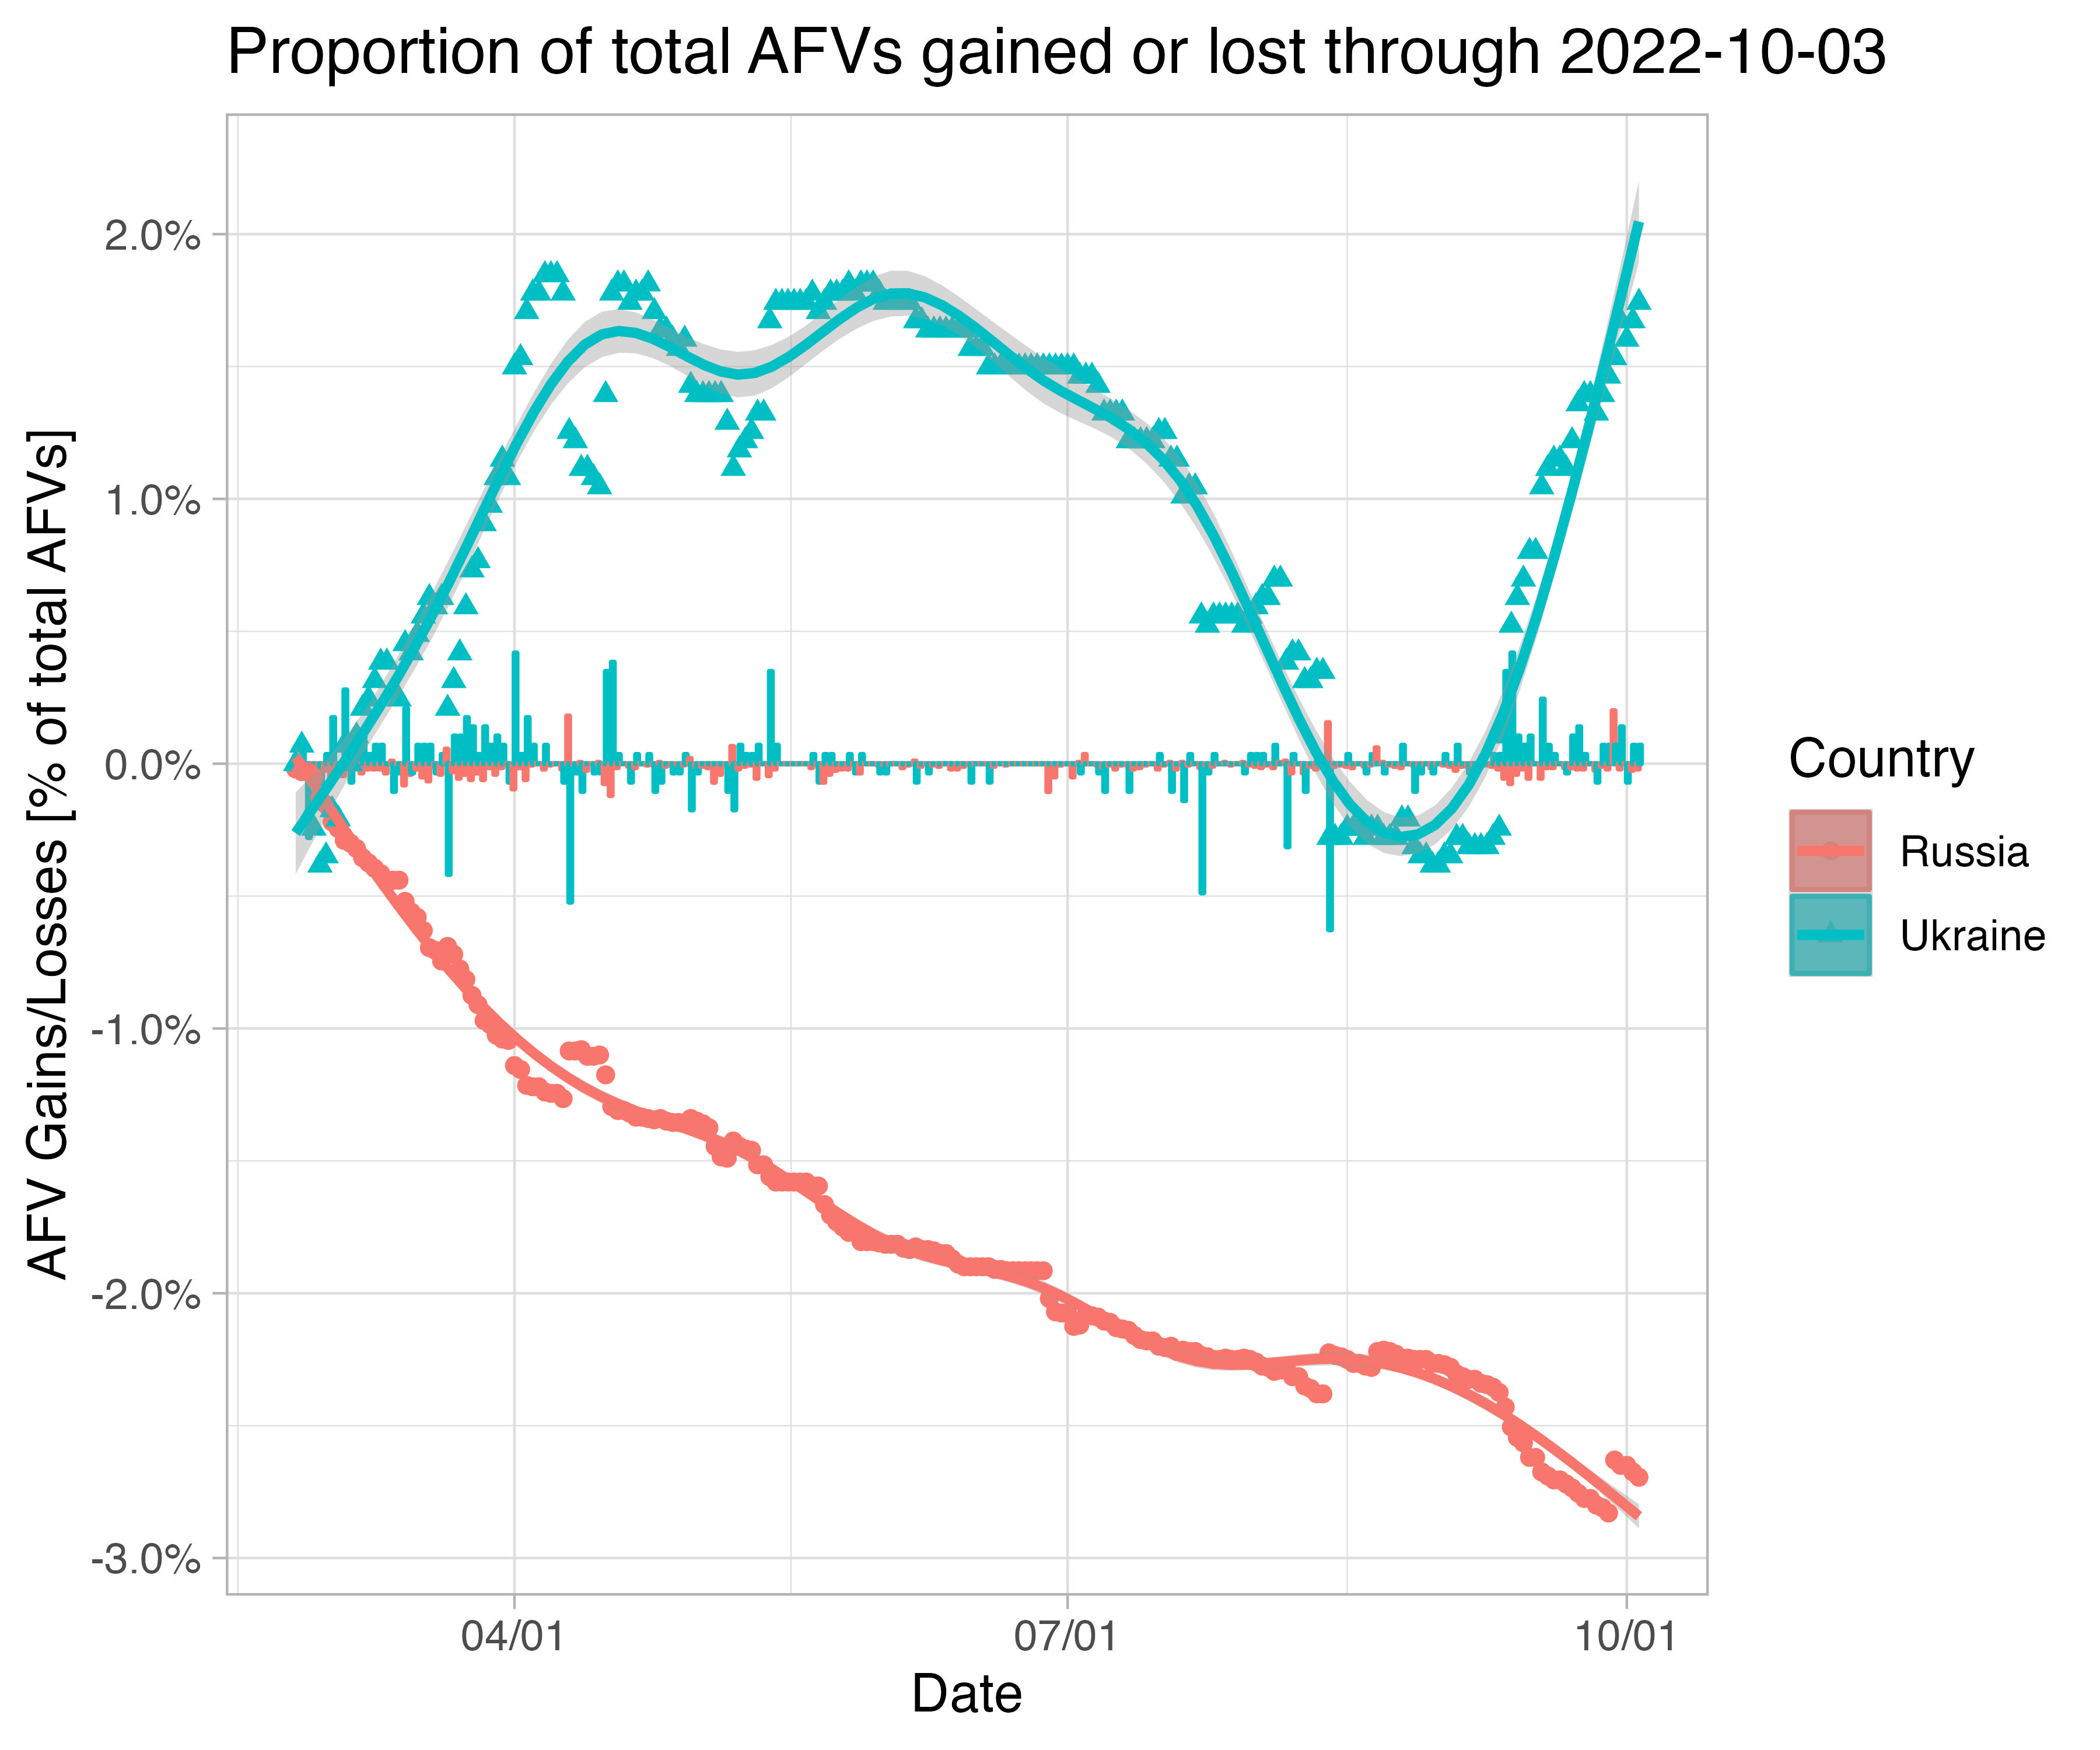 Proportion of total AFVs gained or lost through 2022-10-03
AFV Gains/Losses [% of total AFVs]
2.0%
1.0%
0.0%
-1.0%
-2.0%
-3.0%
04/01
07/01
10/01
Date
Country
Russia
Ukraine